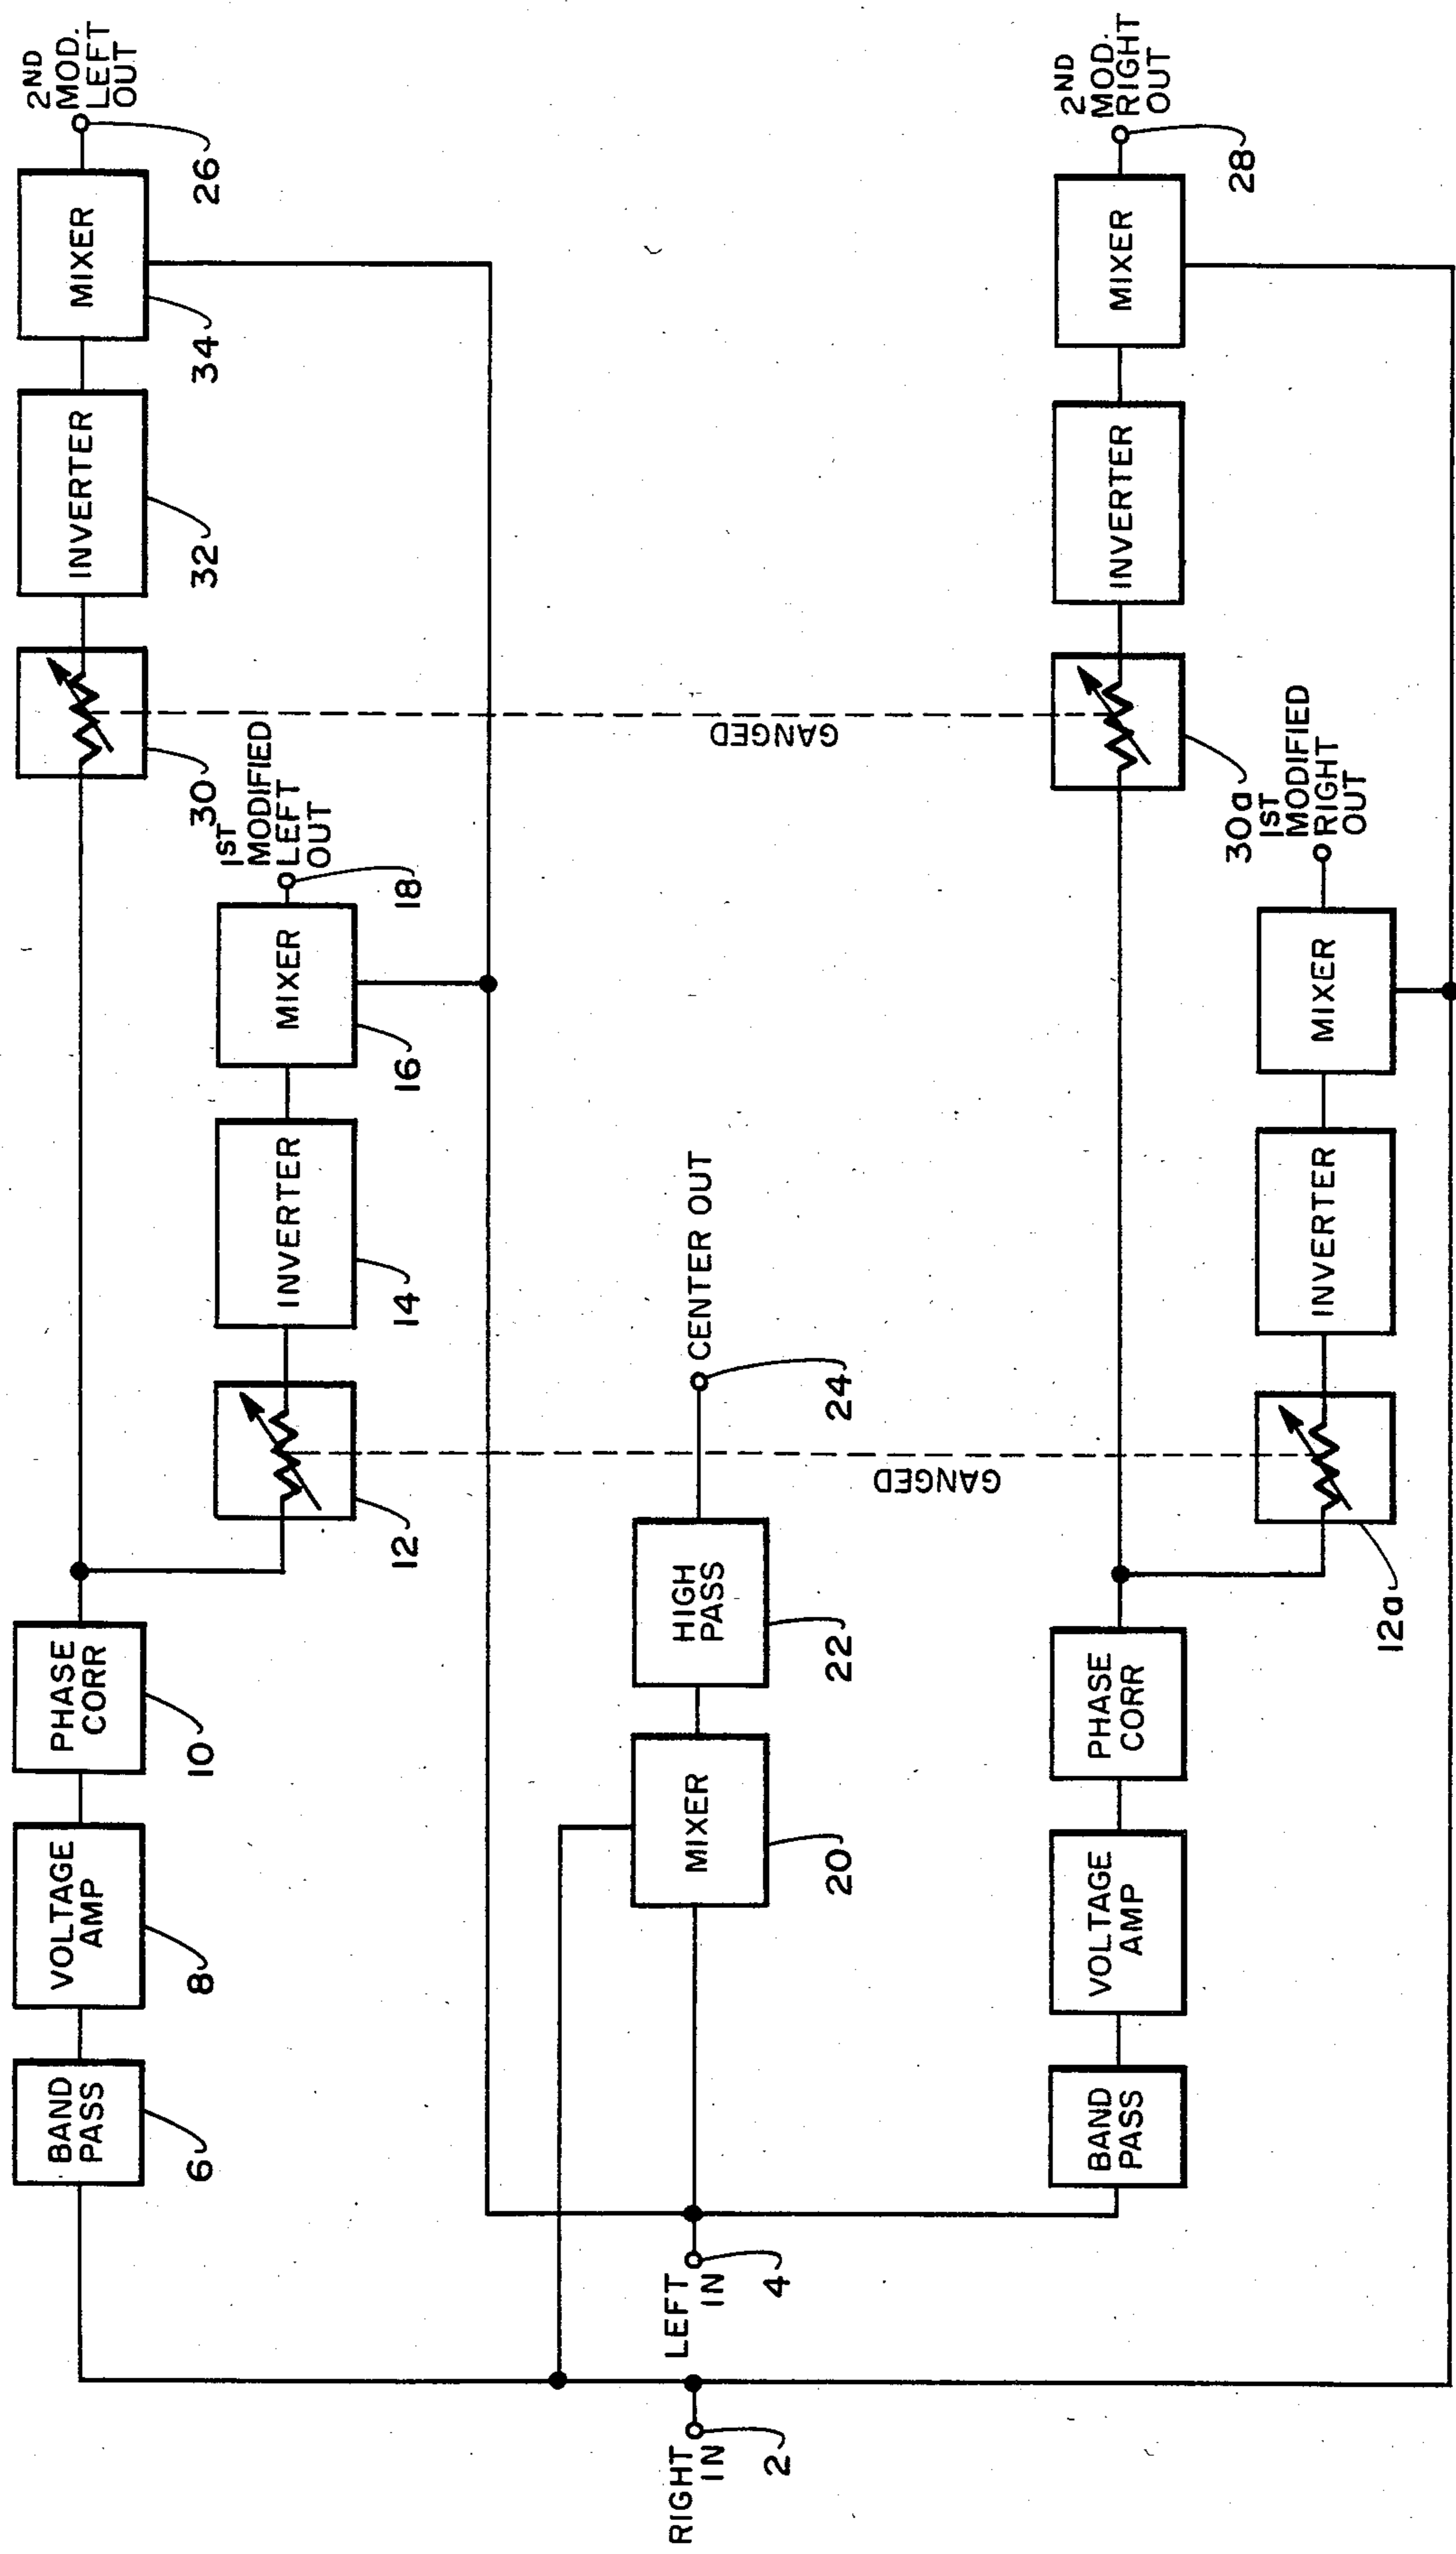 2ND
MOD.
LEFT
OUT
26
MIXER
34
INVERTER
32
30
1ST
MODIFIED
LEFT
OUT
18
MIXER
16
INVERTER
14
12
PHASE
CORR
10
VOLTAGE
AMP
8
BAND
PASS
6
GANGED
GANGED
CENTER OUT
24
HIGH
PASS
22
MIXER
20
LEFT
IN
4
RIGHT
IN
2
2ND
MOD.
RIGHT
OUT
28
MIXER
INVERTER
30a
1ST
MODIFIED
RIGHT
OUT
MIXER
INVERTER
12a
PHASE
CORR
VOLTAGE
AMP
BAND
PASS